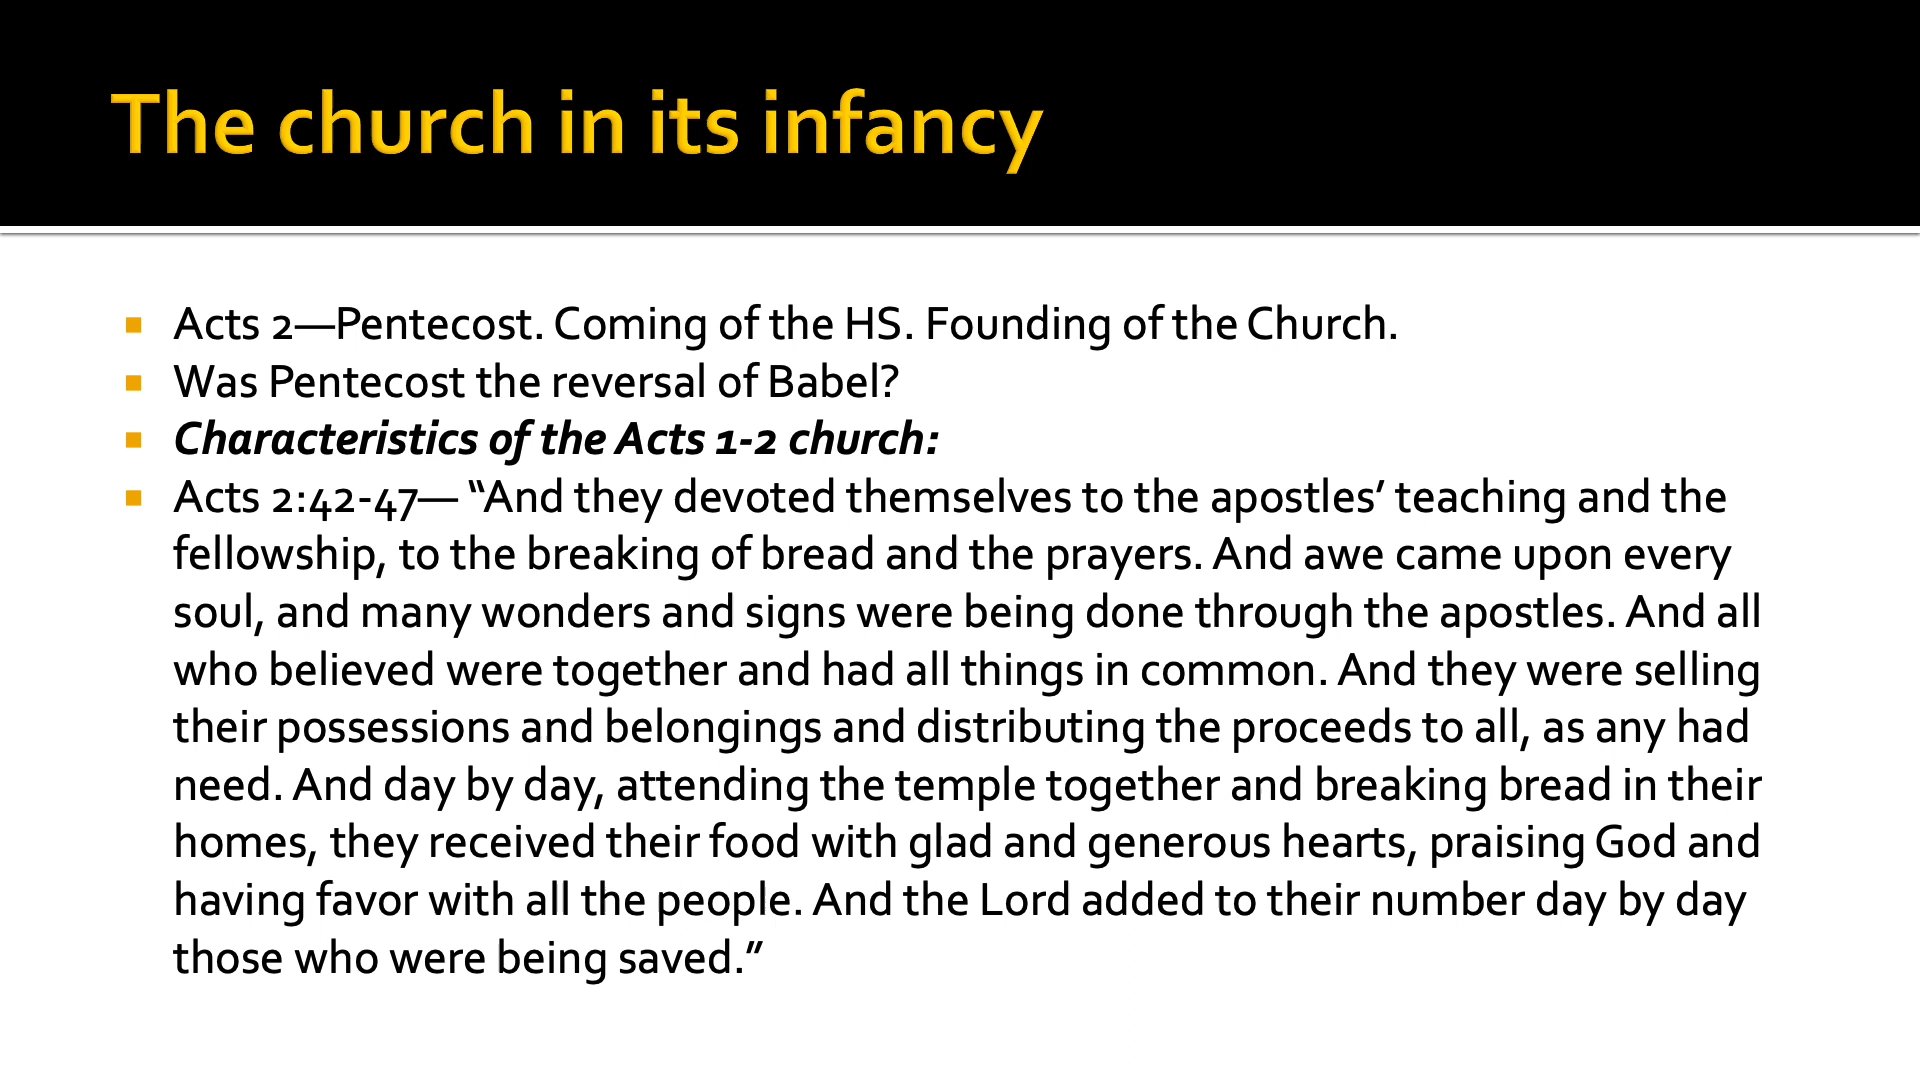 The church in its infancy
Acts 2—Pentecost. Coming of the HS. Founding of the Church.
Was Pentecost the reversal of Babel?
Characteristics of the Acts 1-2 church:
Acts 2:42-47— “And they devoted themselves to the apostles’ teaching and the
fellowship, to the breaking of bread and the prayers. And awe came upon every
soul, and many wonders and signs were being done through the apostles. And all
who believed were together and had all things in common. And they were selling
their possessions and belongings and distributing the proceeds to all, as any had
need. And day by day, attending the temple together and breaking bread in their
homes, they received their food with glad and generous hearts, praising God and
having favor with all the people. And the Lord added to their number day by day
those who were being saved.”